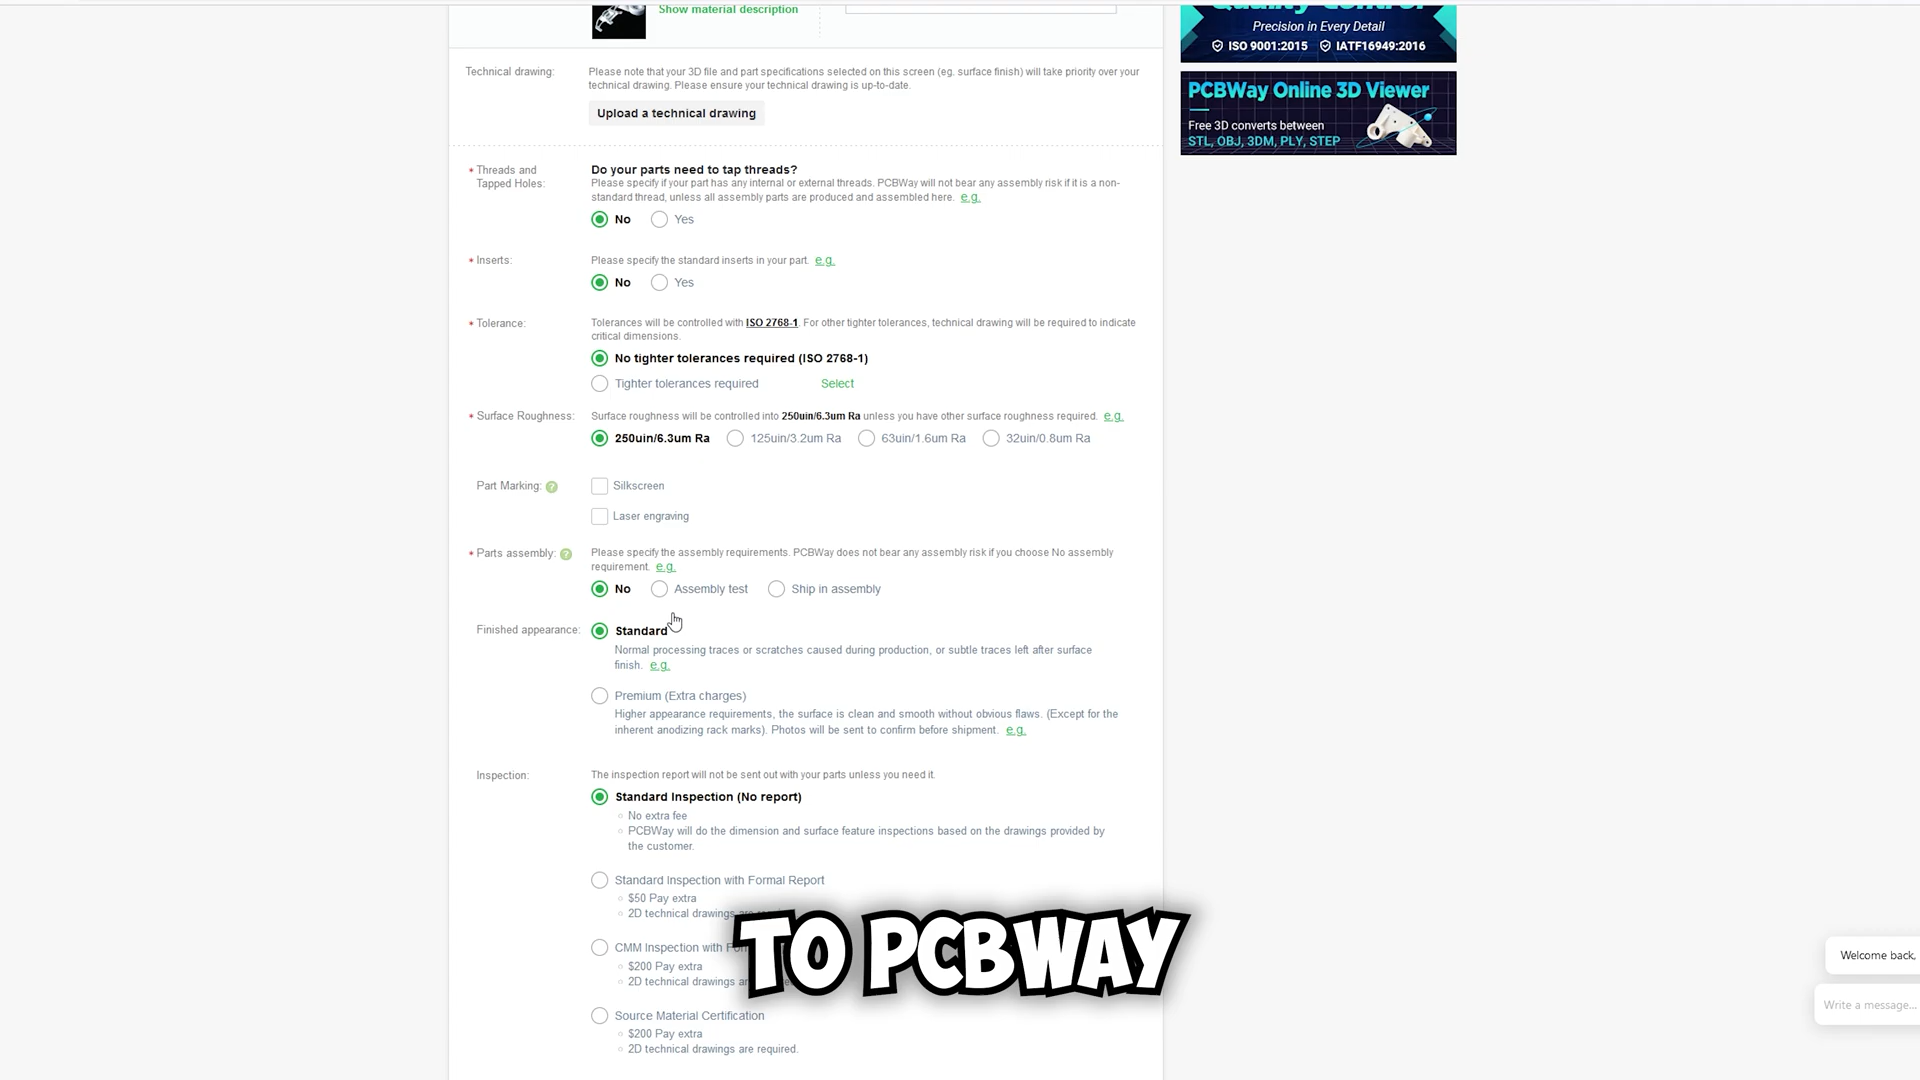 Show material description
Technical drawing:
Please note that your 3D file and part specifications selected on this screen (eg. surface finish) will take priority over your
technical drawing. Please ensure your technical drawing is up-to-date.
Upload a technical drawing
* Threads and
Tapped Holes:
Do your parts need to tap threads?
Please specify if your part has any internal or external threads. PCBWay will not bear any assembly risk if it is a non-
standard thread, unless all assembly parts are produced and assembled here. e.g.
No Yes
* Inserts:
Please specify the standard inserts in your part. e.g.
No Yes
* Tolerance:
Tolerances will be controlled with ISO 2768-1. For other tighter tolerances, technical drawing will be required to indicate
critical dimensions.
No tighter tolerances required (ISO 2768-1)
Tighter tolerances required Select
* Surface Roughness:
Surface roughness will be controlled into 250uin/6.3um Ra unless you have other surface roughness required. e.g.
250uin/6.3um Ra 125uin/3.2um Ra 63uin/1.6um Ra 32uin/0.8um Ra
Part Marking: ?
Silkscreen
Laser engraving
* Parts assembly: ?
Please specify the assembly requirements. PCBWay does not bear any assembly risk if you choose No assembly
requirement. e.g.
No Assembly test Ship in assembly
Finished appearance:
Standard
Normal processing traces or scratches caused during production, or subtle traces left after surface
finish. e.g.
Premium (Extra charges)
Higher appearance requirements, the surface is clean and smooth without obvious flaws. (Except for the
inherent anodizing rack marks). Photos will be sent to confirm before shipment. e.g.
Inspection:
The inspection report will not be sent out with your parts unless you need it.
Standard Inspection (No report)
No extra fee
PCBWay will do the dimension and surface feature inspections based on the drawings provided by
the customer.
Standard Inspection with Formal Report
$50 Pay extra
2D technical drawings
CMM Inspection with
$200 Pay extra
2D technical drawings
Source Material Certification
$200 Pay extra
2D technical drawings are required.
TO PCBWAY
Quality Control
Precision in Every Detail
ISO 9001:2015 IATF16949:2016
PCBWay Online 3D Viewer
Free 3D converts between
STL, OBJ, 3DM, PLY, STEP
Welcome back,
Write a message...